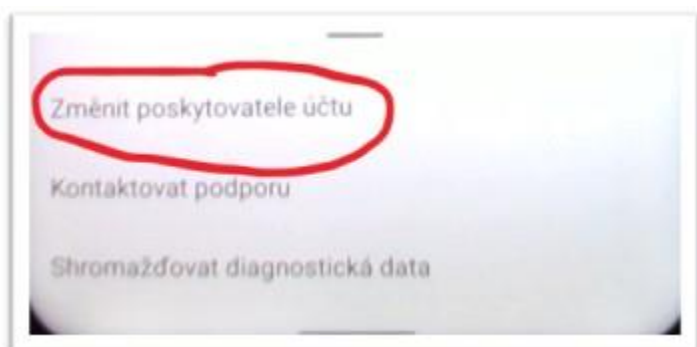 Změnit poskytovatele účtu
Kontaktovat podporu
Shromažďovat diagnostická data